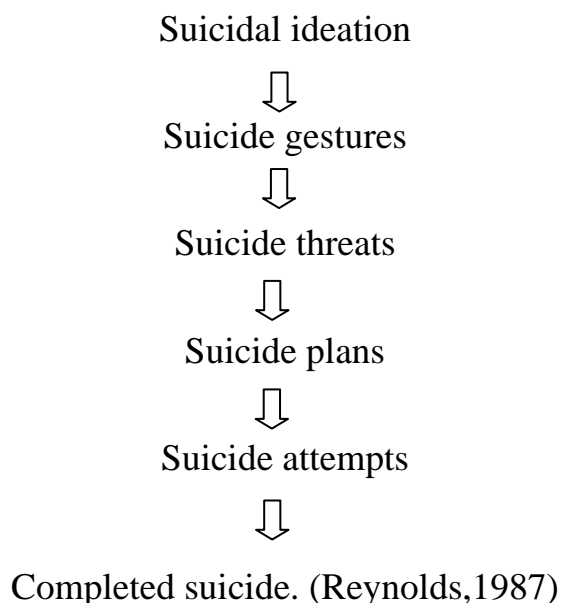 Suicidal ideation
Suicide gestures
Suicide threats
Suicide plans
Suicide attempts
Completed suicide. (Reynolds,1987)